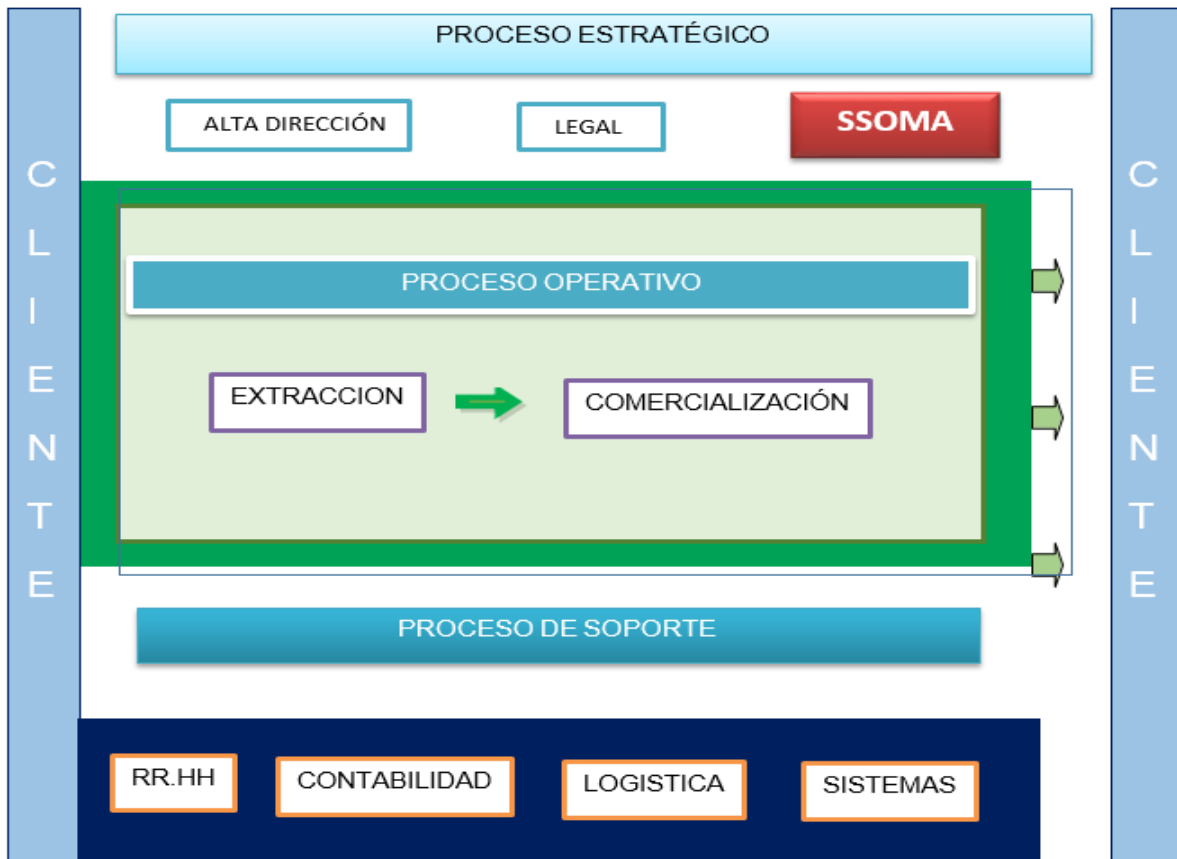 PROCESO ESTRATÉGICO
ALTA DIRECCIÓN
LEGAL
SSOMA
C
L
I
E
N
T
E
PROCESO OPERATIVO
EXTRACCION
COMERCIALIZACIÓN
PROCESO DE SOPORTE
RR.HH
CONTABILIDAD
LOGISTICA
SISTEMAS
C
L
I
E
N
T
E